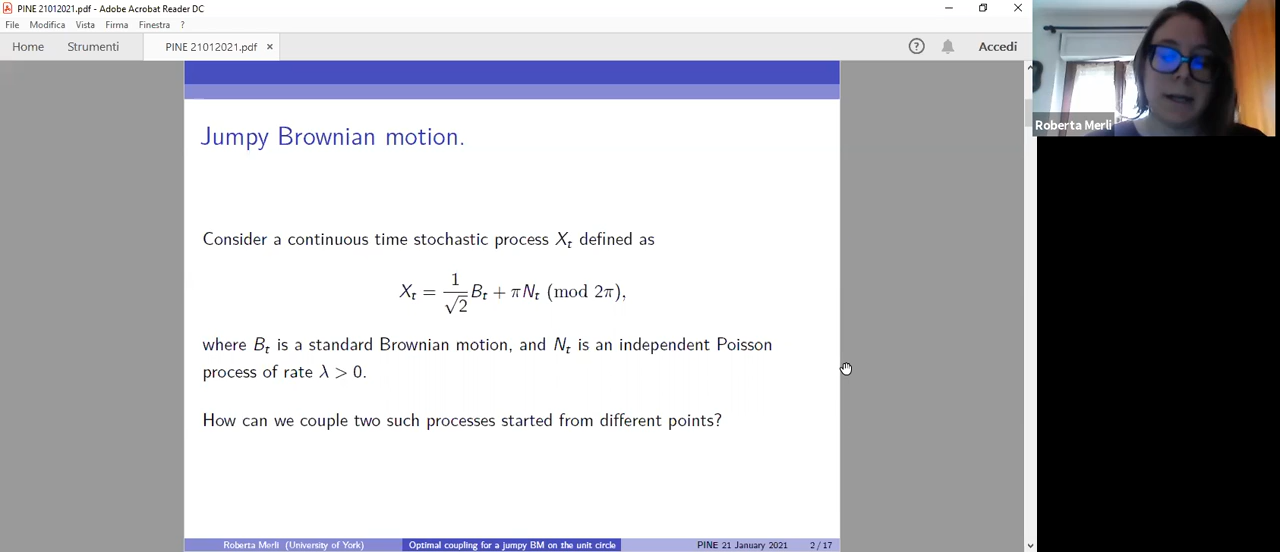 PINE 21012021.pdf - Adobe Acrobat Reader DC
File Modifica Vista Firma Finestra ?
Home Strumenti PINE 21012021.pdf × ? Accedi
Roberta Merli
Jumpy Brownian motion.
Consider a continuous time stochastic process X_t defined as
X_t = 1/√2 B_t + πN_t (mod 2π),
where B_t is a standard Brownian motion, and N_t is an independent Poisson
process of rate λ > 0.
How can we couple two such processes started from different points?
Roberta Merli (University of York) Optimal coupling for a jumpy BM on the unit circle PINE 21 January 2021 2 / 17